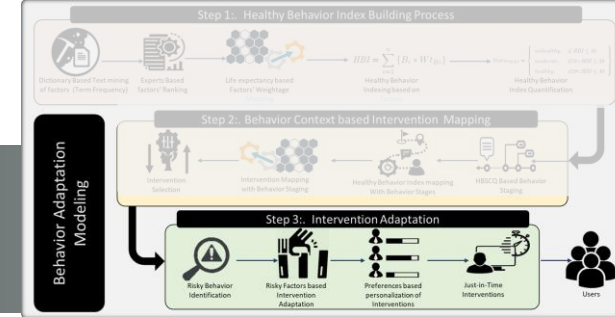 Step 1:. Healthy Behavior Index Building Process
Dictionary Based Text mining
of factors (Term Frequency)
Experts Based
Factors' Ranking
Life expectancy based
Factors' Weightage
Healthy Behavior
Indexing based on
Healthy Behavior
Index Quantification
Behavior Adaptation
Modeling
Step 2:. Behavior Context based Intervention Mapping
Intervention
Selection
Intervention Mapping
with Behavior Staging
Healthy Behavior Index mapping
With Behavior Stages
HBSCQ Based Behavior
Staging
Step 3:. Intervention Adaptation
Risky Behavior
Identification
Risky Factors based
Intervention
Adaptation
Preferences based
personalization of
Interventions
Just-in-Time
Interventions
Users